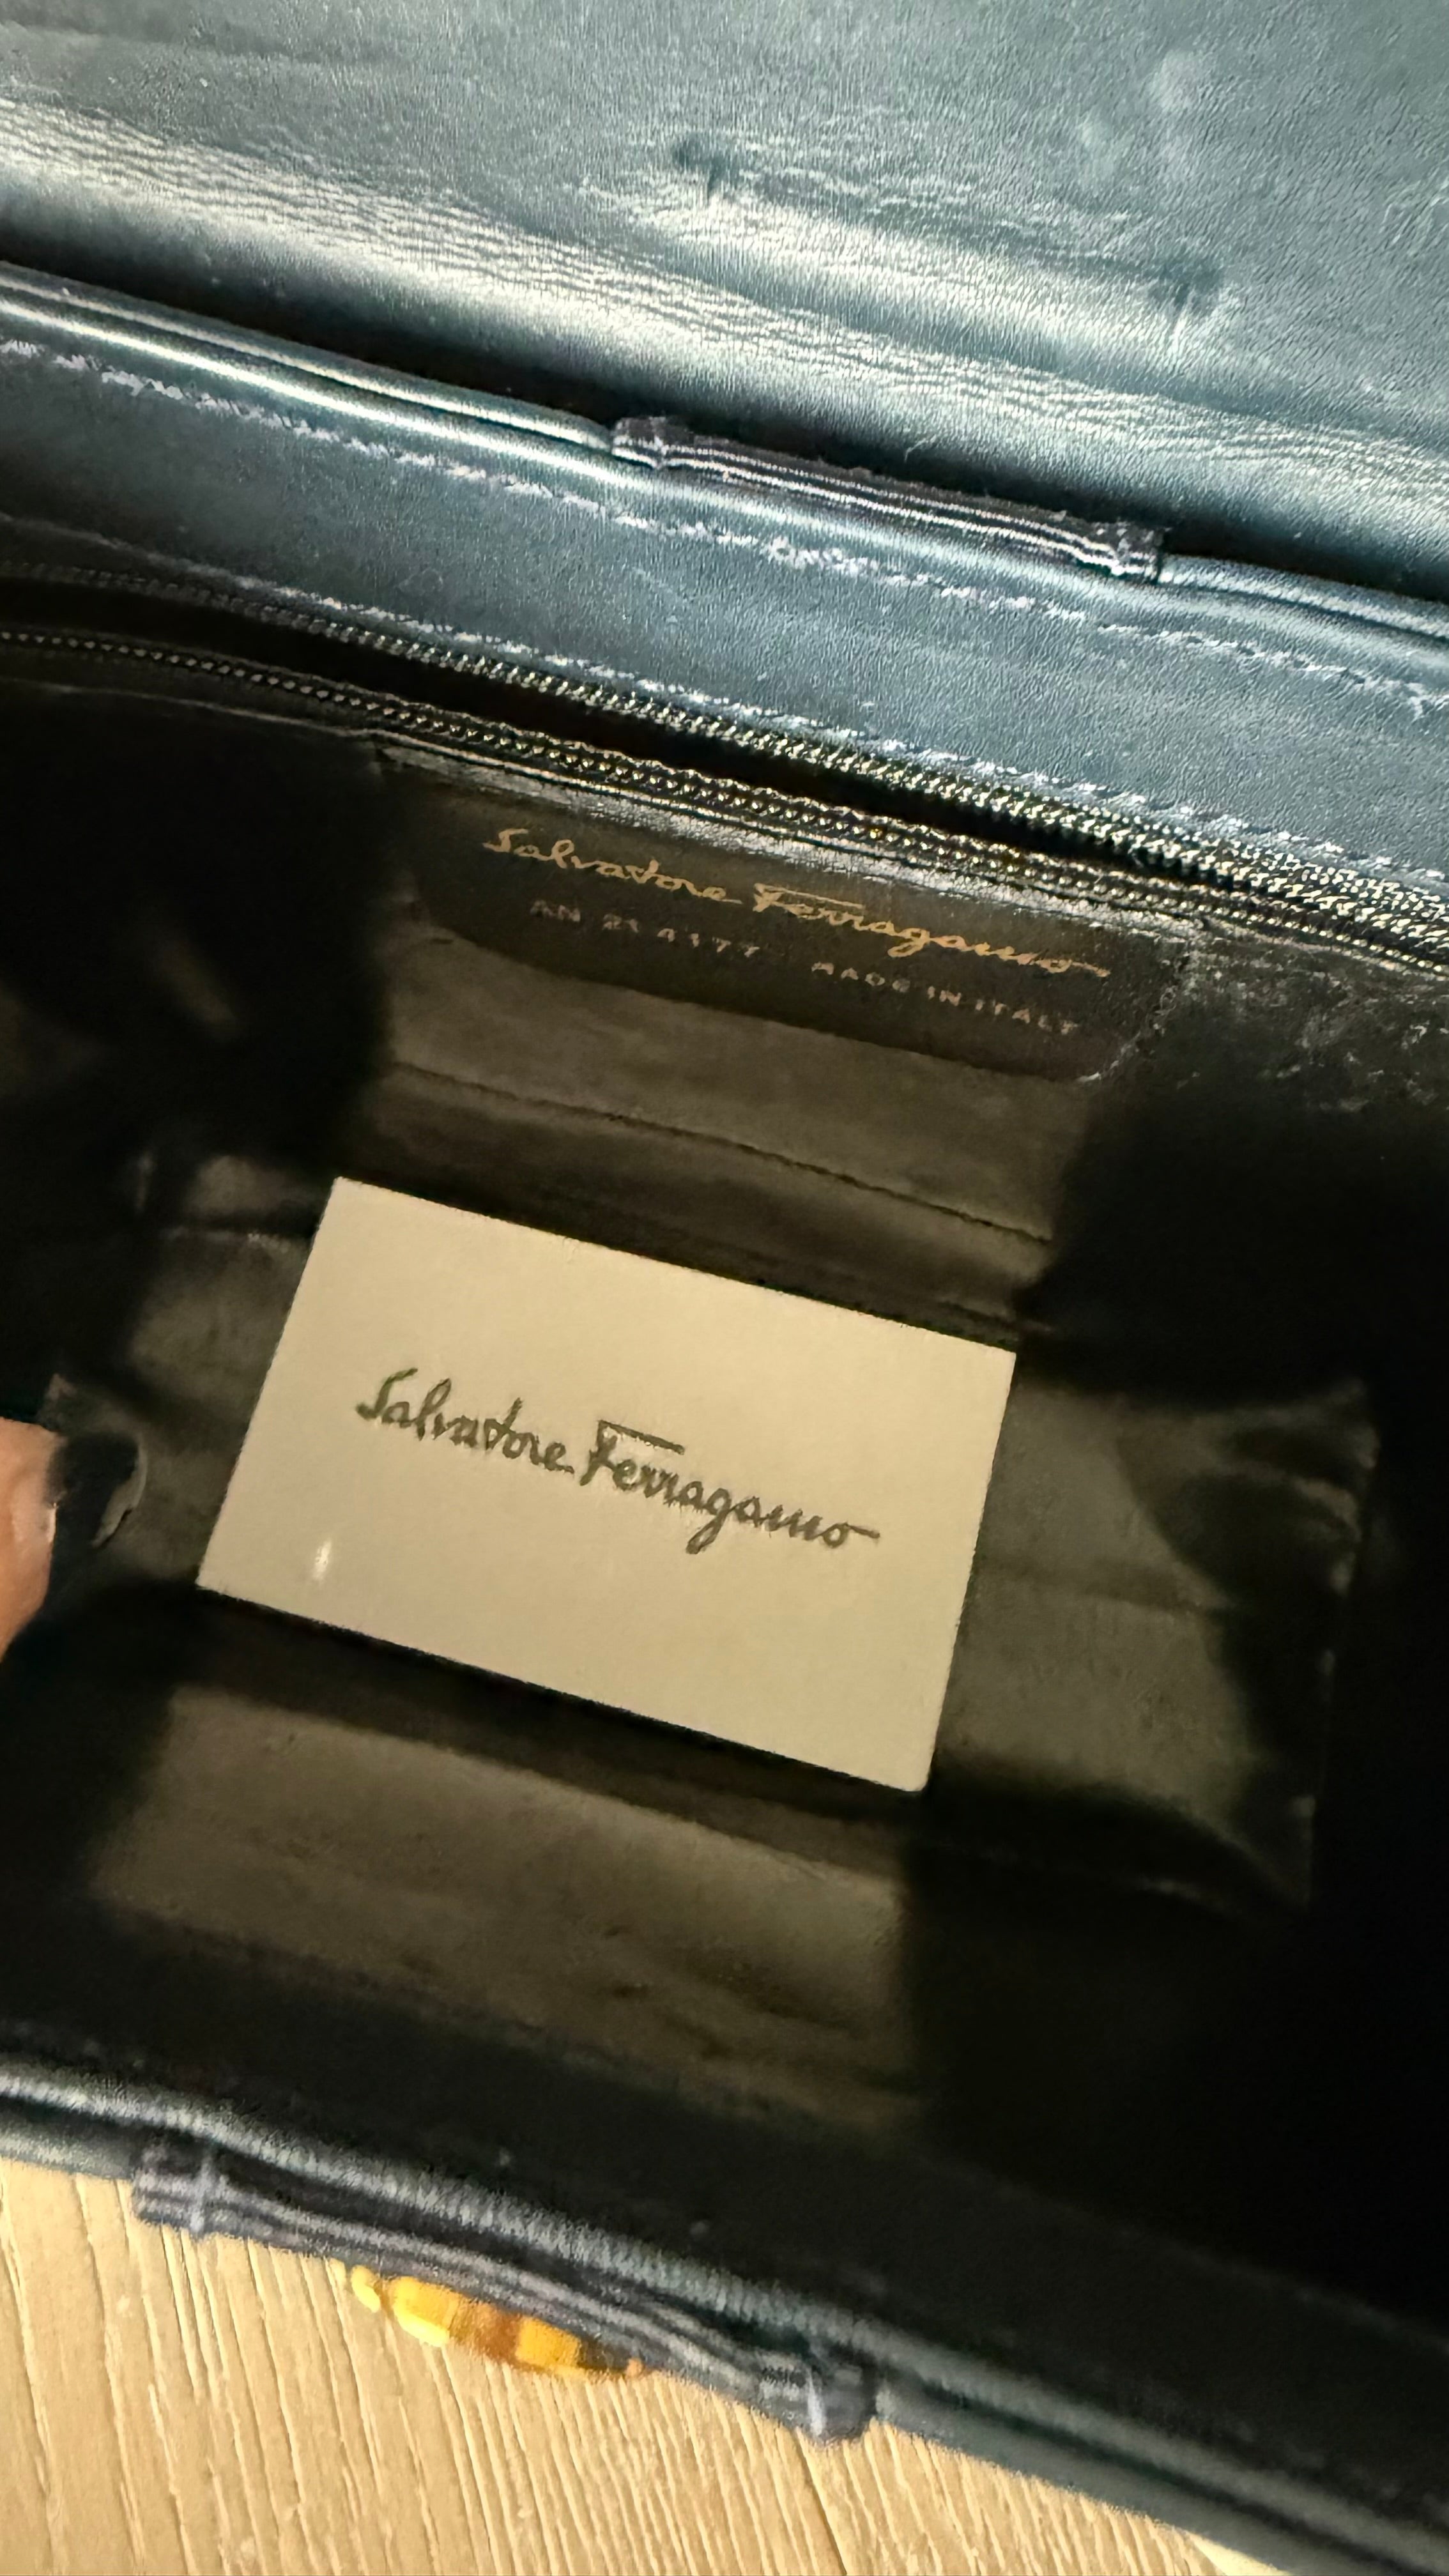 Salvatore Ferragamo
AN 21 4177 MADE IN ITALY
Salvatore Ferragamo